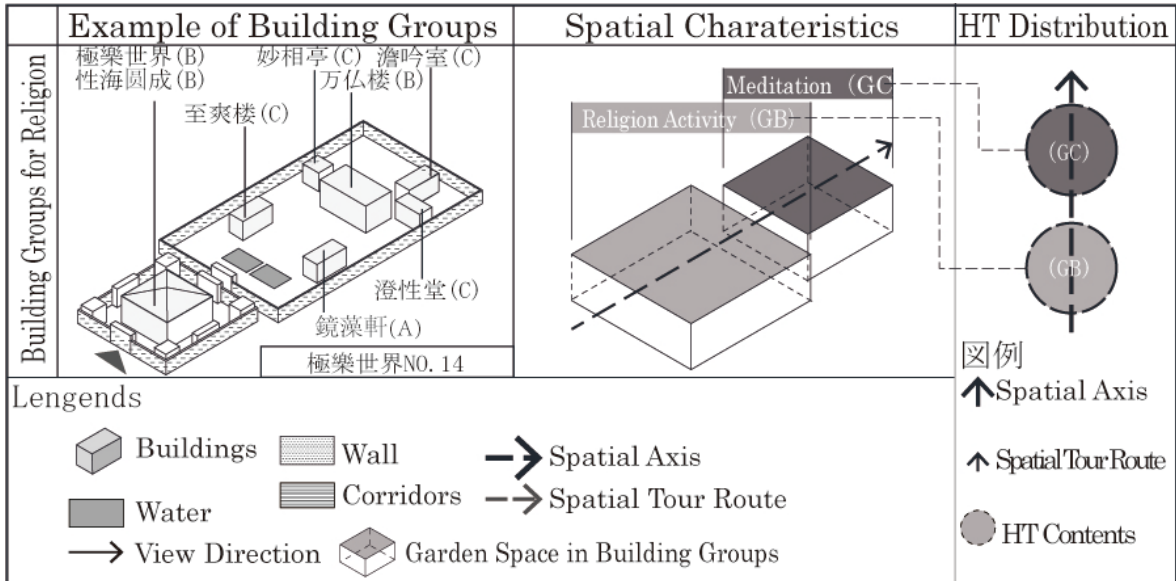 Example of Building Groups
Spatial Charateristics
HT Distribution
Building Groups for Religion
極樂世界(B)
性海圆成(B)
至爽楼(C)
妙相亭(C)
万仏楼(B)
澹吟室(C)
澄性堂(C)
鏡藻軒(A)
極樂世界NO.14
Meditation (GC
Religion Activity (GB)
(GC)
(GB)
図例
Spatial Axis
Spatial Tour Route
HT Contents
Lengends
Buildings
Wall
Spatial Axis
Corridors
Spatial Tour Route
Water
View Direction
Garden Space in Building Groups